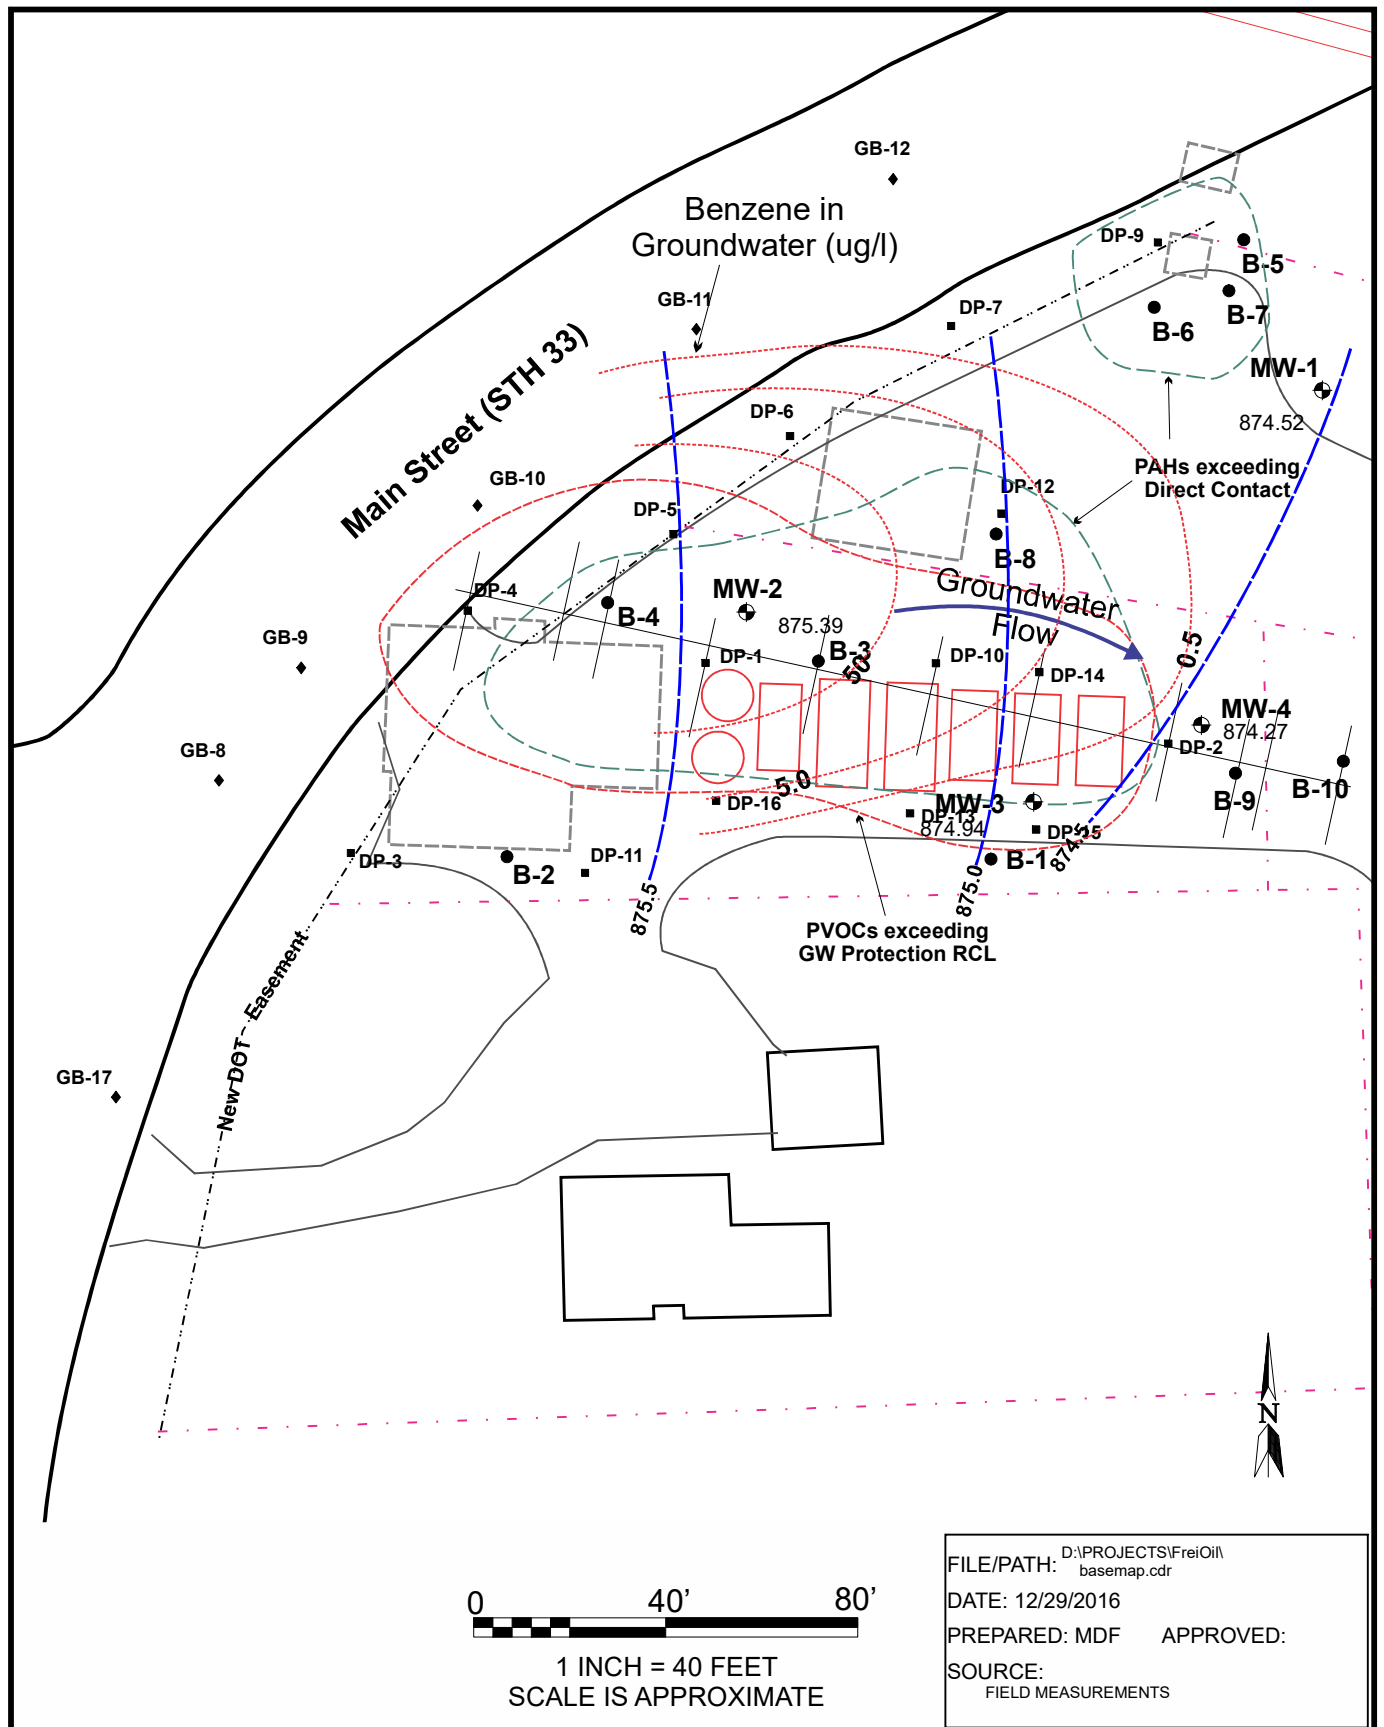 GB-12
Benzene in
Groundwater (ug/l)
DP-9
B-5
GB-11
DP-7
B-6
B-7
Main Street (STH 33)
MW-1
874.52
DP-6
PAHs exceeding
Direct Contact
GB-10
DP-12
DP-5
B-8
Groundwater
Flow
DP-4
B-4
MW-2
875.39
B-3
50
0.5
GB-9
DP-1
DP-10
DP-14
MW-4
874.27
DP-2
GB-8
5.0
B-9
B-10
DP-16
MW-3
DP-13
874.94
DP-15
874.5
DP-3
B-2
DP-11
B-1
875.5
875.0
PVOCs exceeding
GW Protection RCL
New DOT Easement
GB-17
N
0 40' 80'
1 INCH = 40 FEET
SCALE IS APPROXIMATE
FILE/PATH: D:\PROJECTS\FreiOil\
basemap.cdr
DATE: 12/29/2016
PREPARED: MDF APPROVED:
SOURCE:
FIELD MEASUREMENTS